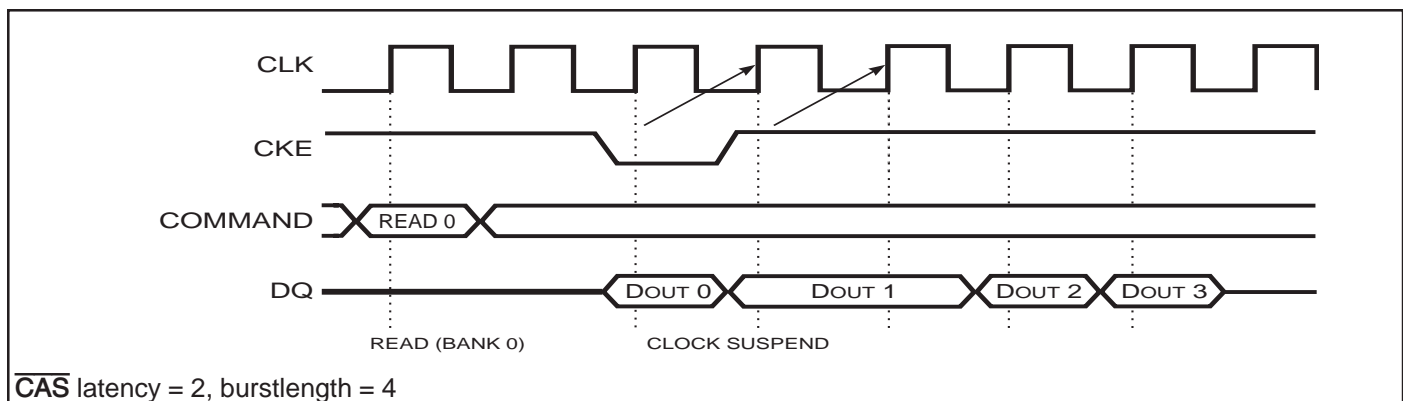 CLK
CKE
COMMAND READ 0
DQ DOUT 0 DOUT 1 DOUT 2 DOUT 3
READ (BANK 0) CLOCK SUSPEND
CAS latency = 2, burstlength = 4